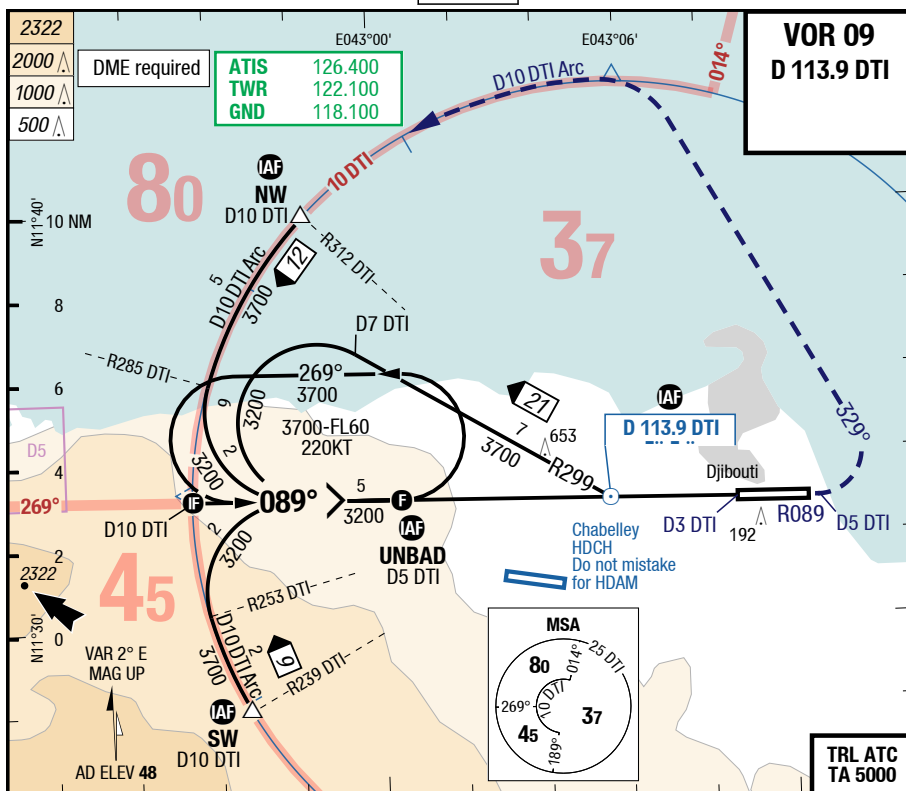 2322
2000
1000
500
DME required
ATIS 126.400
TWR 122.100
GND 118.100
E043°00'
E043°06'
VOR 09
D 113.9 DTI
014°
D10 DTI Arc
10 DTI
80
37
IAF
NW
D10 DTI
R312 DTI
12
5
D10 DTI Arc
3700
N11°40'
10 NM
8
6
4
2
0
D7 DTI
R285 DTI
269°
3700
3200
9
3700-FL60
220KT
21
7
3700
653
R299
IAF
D 113.9 DTI
Djibouti
329°
D5
269°
3200
2
IF
D10 DTI
089°
5
3200
F
IAF
UNBAD
D5 DTI
D3 DTI
192
R089
D5 DTI
Chabelley
HDCH
Do not mistake
for HDAM
2
3200
45
2322
N11°30'
R253 DTI
D10 DTI Arc
3700
2
9
R239 DTI
VAR 2° E
MAG UP
IAF
SW
D10 DTI
AD ELEV 48
MSA
80
014°
25 DTI
10 DTI
269°
45
37
189°
TRL ATC
TA 5000